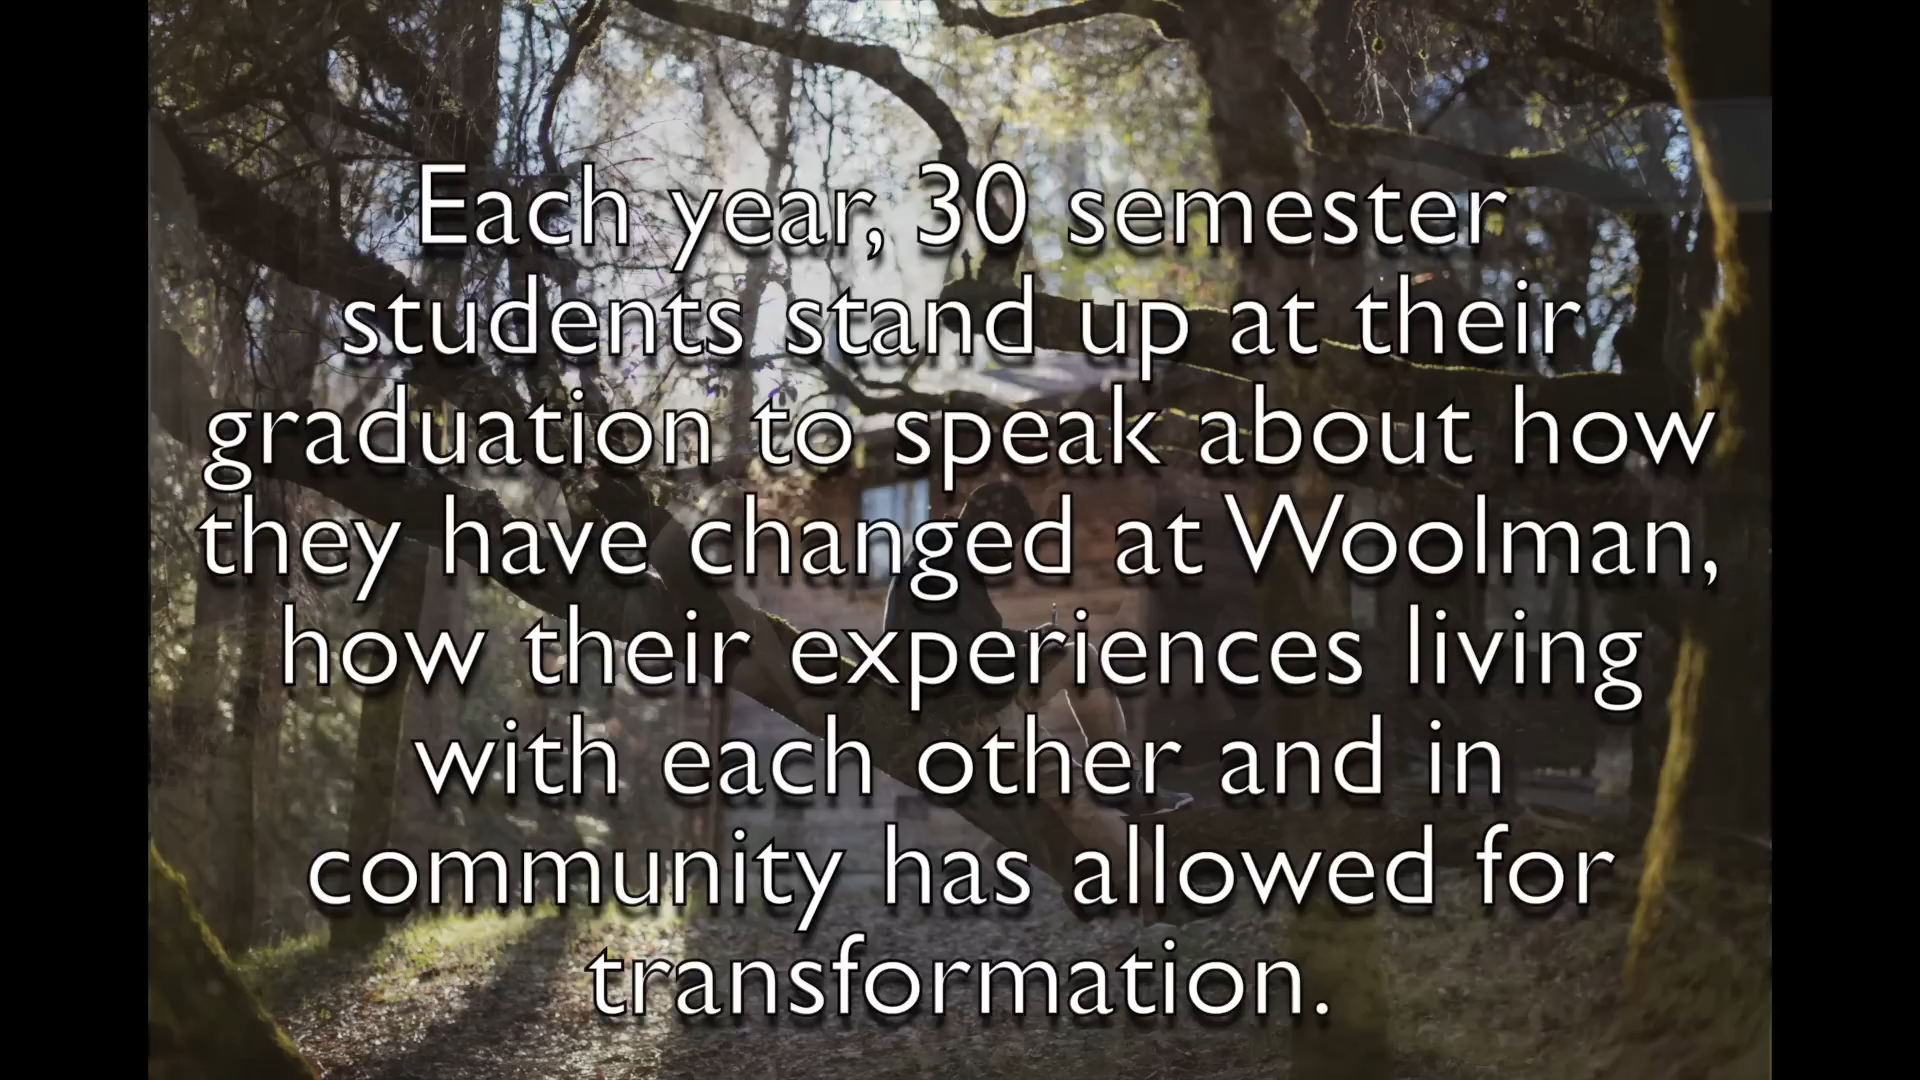 Each year, 30 semester
students stand up at their
graduation to speak about how
they have changed at Woolman,
how their experiences living
with each other and in
community has allowed for
transformation.